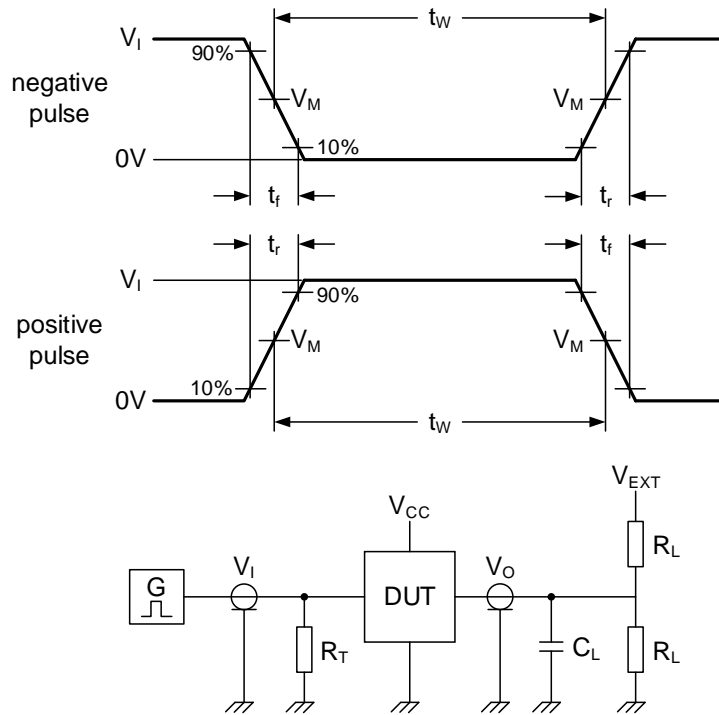 t_W
V_I
90%
negative
pulse
V_M
V_M
10%
0V
t_f
t_r
t_r
t_f
V_I
90%
positive
pulse
V_M
V_M
10%
0V
t_W
V_EXT
V_CC
R_L
V_I
V_O
G
DUT
R_T
C_L
R_L